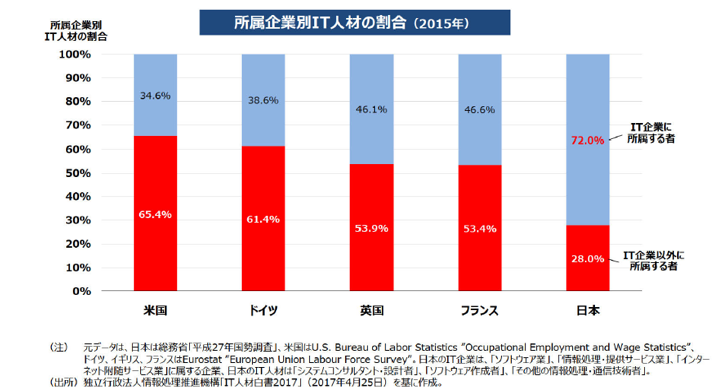 所属企業別IT人材の割合（2015年）
所属企業別
IT人材の割合
100%
90%
80%
70%
60%
50%
40%
30%
20%
10%
0%
34.6%
38.6%
46.1%
46.6%
72.0%
IT企業に
所属する者
65.4%
61.4%
53.9%
53.4%
28.0%
IT企業以外に
所属する者
米国
ドイツ
英国
フランス
日本
（注） 元データは、日本は総務省「平成27年国勢調査」、米国はU.S. Bureau of Labor Statistics "Occupational Employment and Wage Statistics"、
ドイツ、イギリス、フランスはEurostat "European Union Labour Force Survey"。日本のIT企業は、「ソフトウェア業」、「情報処理・提供サービス業」、「インター
ネット附随サービス業」に属する企業、日本のIT人材は「システムコンサルタント・設計者」、「ソフトウェア作成者」、「その他の情報処理・通信技術者」。
（出所）独立行政法人情報処理推進機構「IT人材白書2017」（2017年4月25日）を基に作成。